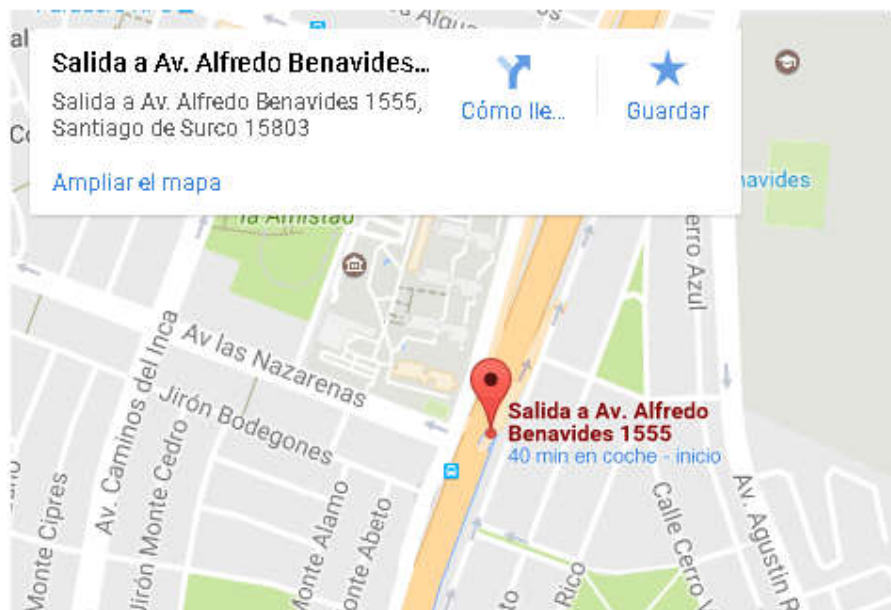 Salida a Av. Alfredo Benavides...
Salida a Av. Alfredo Benavides 1555,
Santiago de Surco 15803
Cómo lle...
Guardar
Ampliar el mapa
navides
la Amistad
erro Azul
Av las Nazarenas
Av. Caminos del Inca
Jirón Bodegones
Salida a Av. Alfredo
Benavides 1555
40 min en coche - inicio
Monte Cipres
Jirón Monte Cedro
Monte Alamo
Monte Abeto
Calle Cerro
Av. Agustín R
Rico